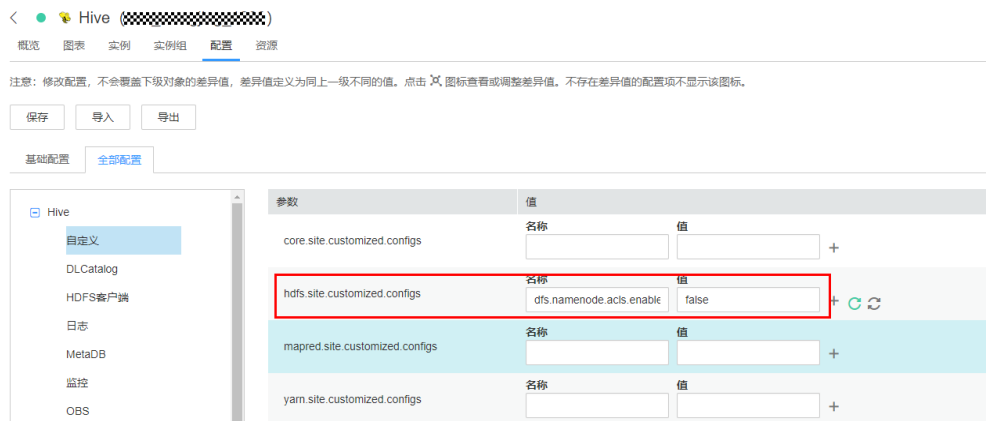 Hive (
概览 图表 实例 实例组 配置 资源
注意：修改配置，不会覆盖下级对象的差异值，差异值定义为同上一级不同的值。点击 图标查看或调整差异值。不存在差异值的配置项不显示该图标。
保存 导入 导出
基础配置 全部配置
参数 值
Hive
自定义
DLCatalog
HDFS客户端
日志
MetaDB
监控
OBS
名称 值
core.site.customized.configs
名称 值
hdfs.site.customized.configs dfs.namenode.acls.enable false
名称 值
mapred.site.customized.configs
名称 值
yarn.site.customized.configs